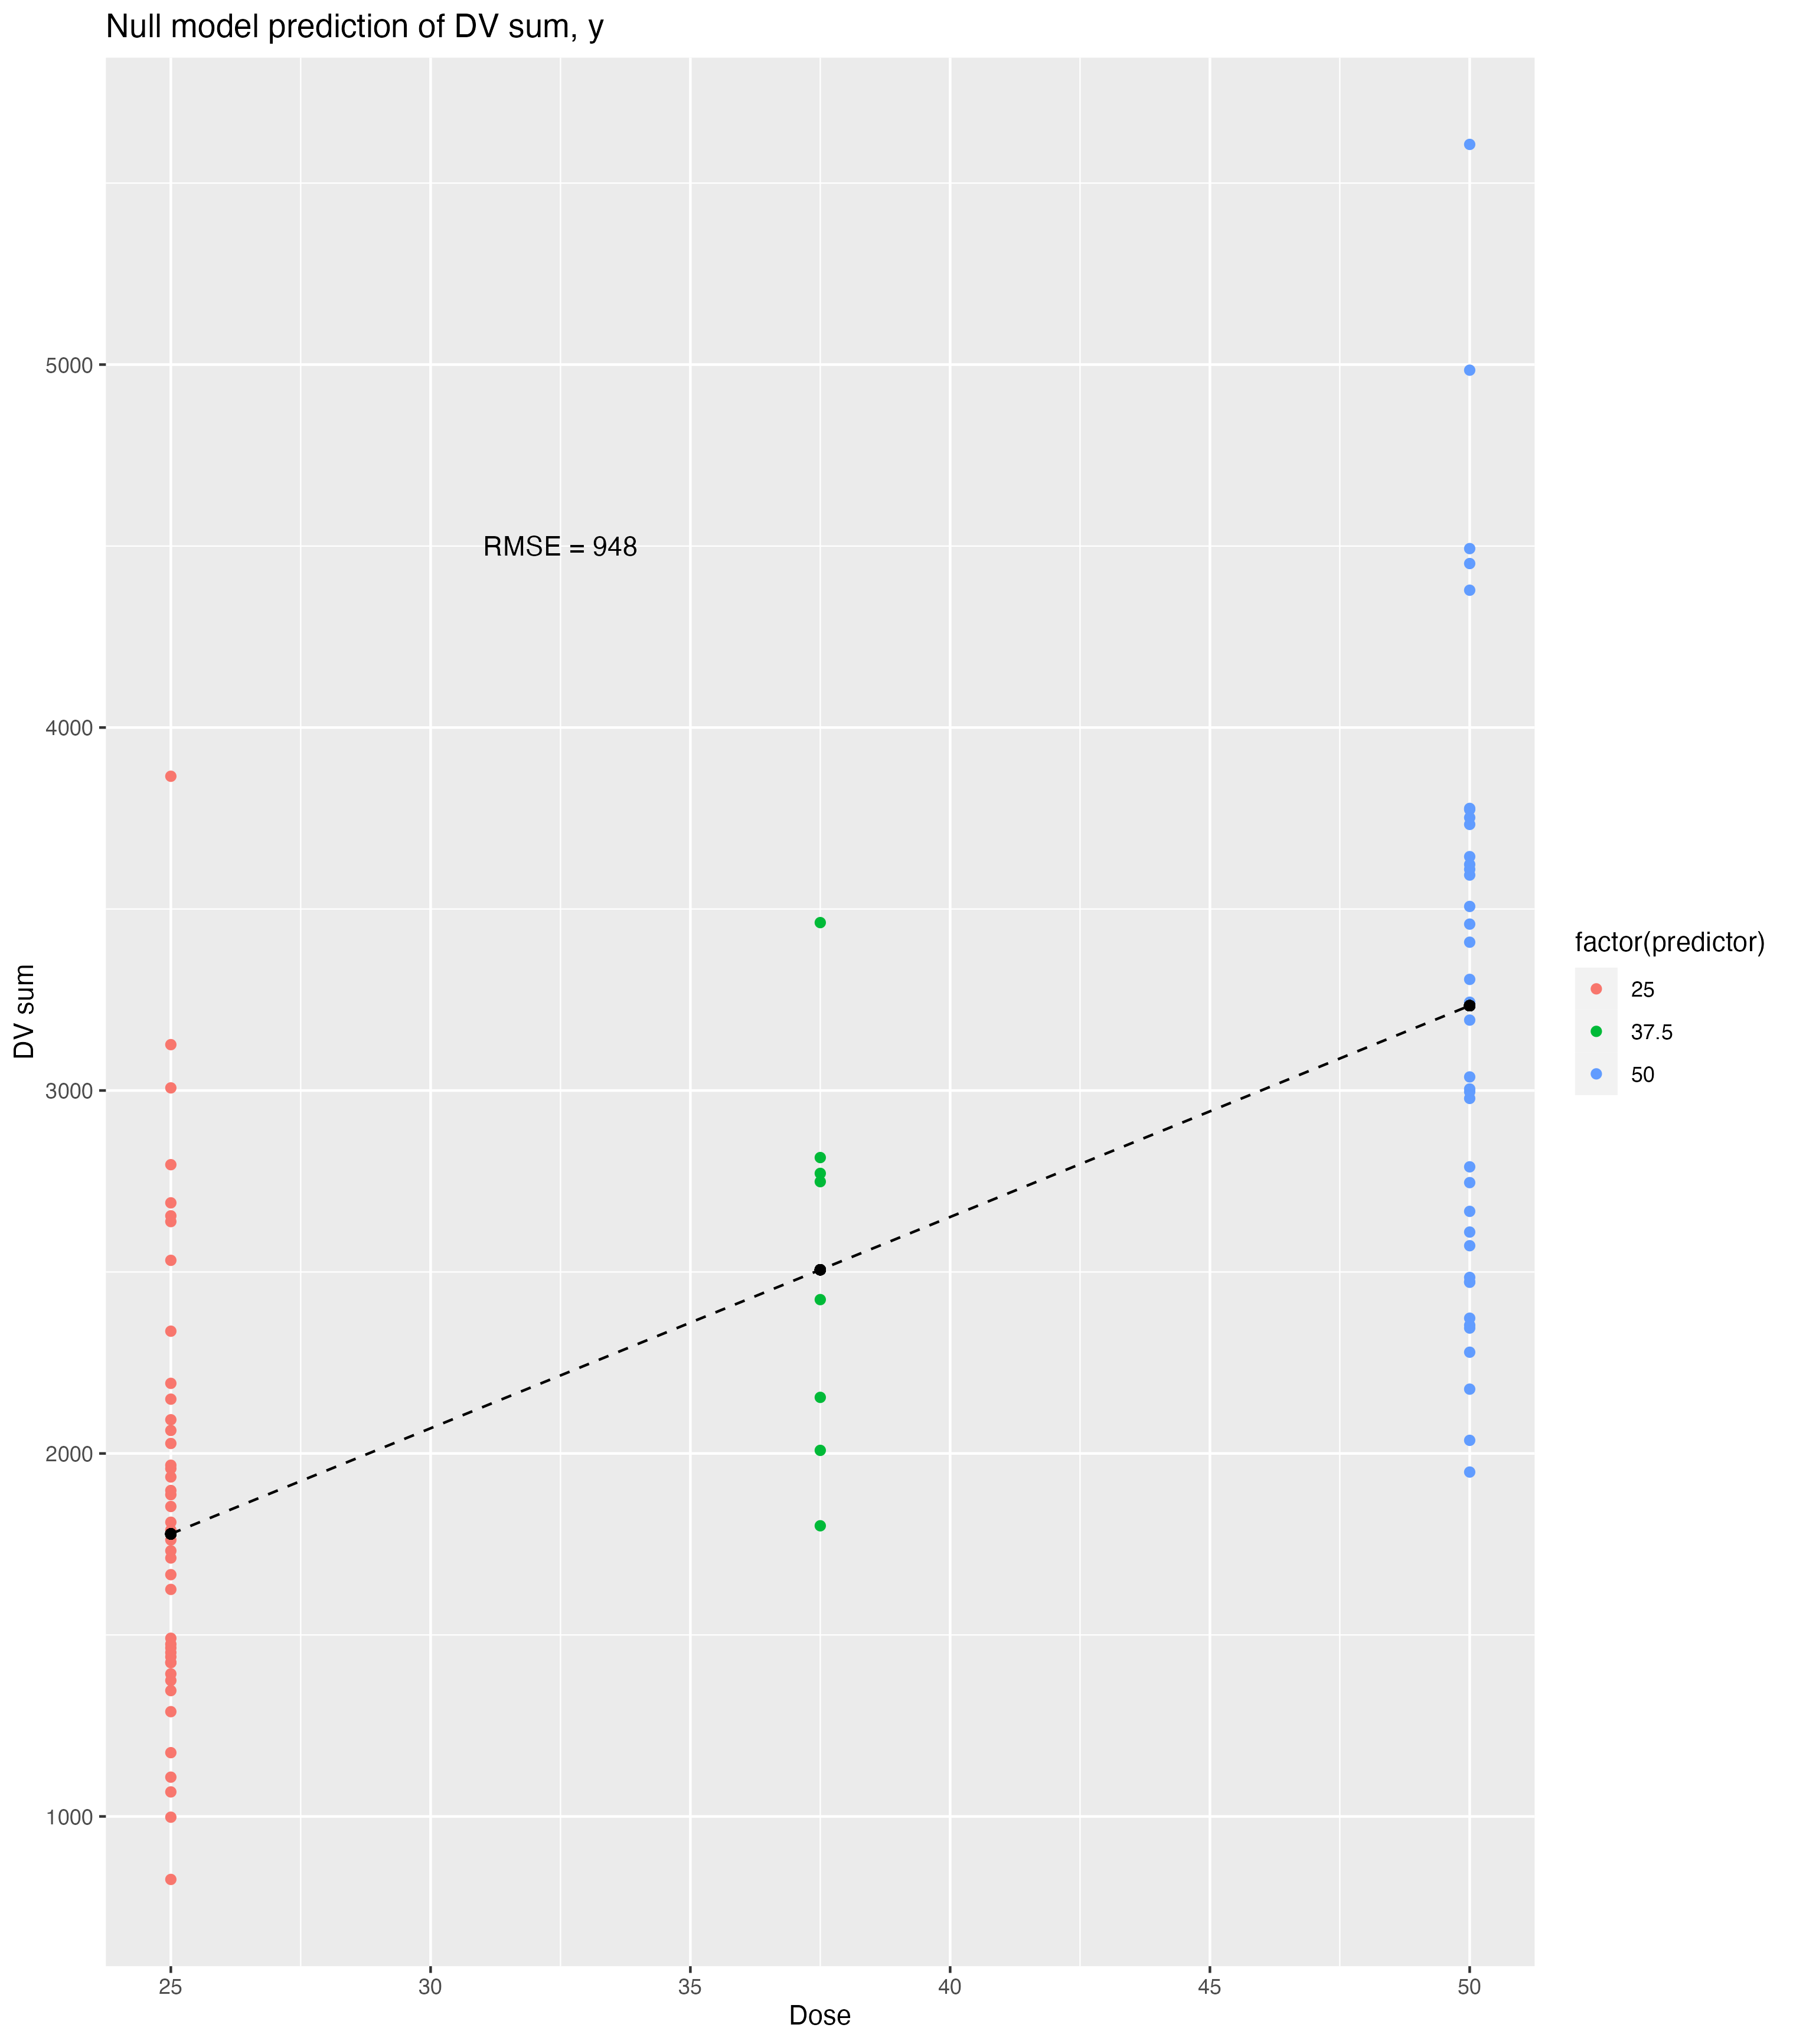 Null model prediction of DV sum, y
5000
4000
3000
2000
1000
DV sum
RMSE = 948
25
30
35
40
45
50
Dose
factor(predictor)
25
37.5
50